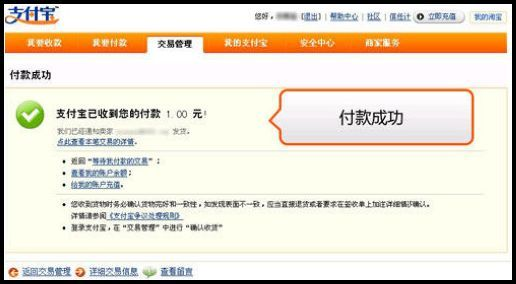 支付宝
您好, [退出] | 帮助中心 | 社区 | 值信计 立即充值 我的淘宝
我要收款 我要付款 交易管理 我的支付宝 安全中心 商家服务
付款成功
支付宝已收到您的付款 1.00 元!
付款成功
我们已经通知卖家 发货。
点此查看本笔交易的详情。
返回“等待我付款的交易”;
查看我的账户余额;
给我的账户充值。
您收到货物时务必确认货物完好和一致性,如发现表面不一致,应当直接退货或者要求在签收单上加注详细情况确认。
详情请参阅《支付宝争议处理规则》
登录支付宝,在“交易管理”中进行“确认收货”
返回交易管理 详细交易信息 查看留言